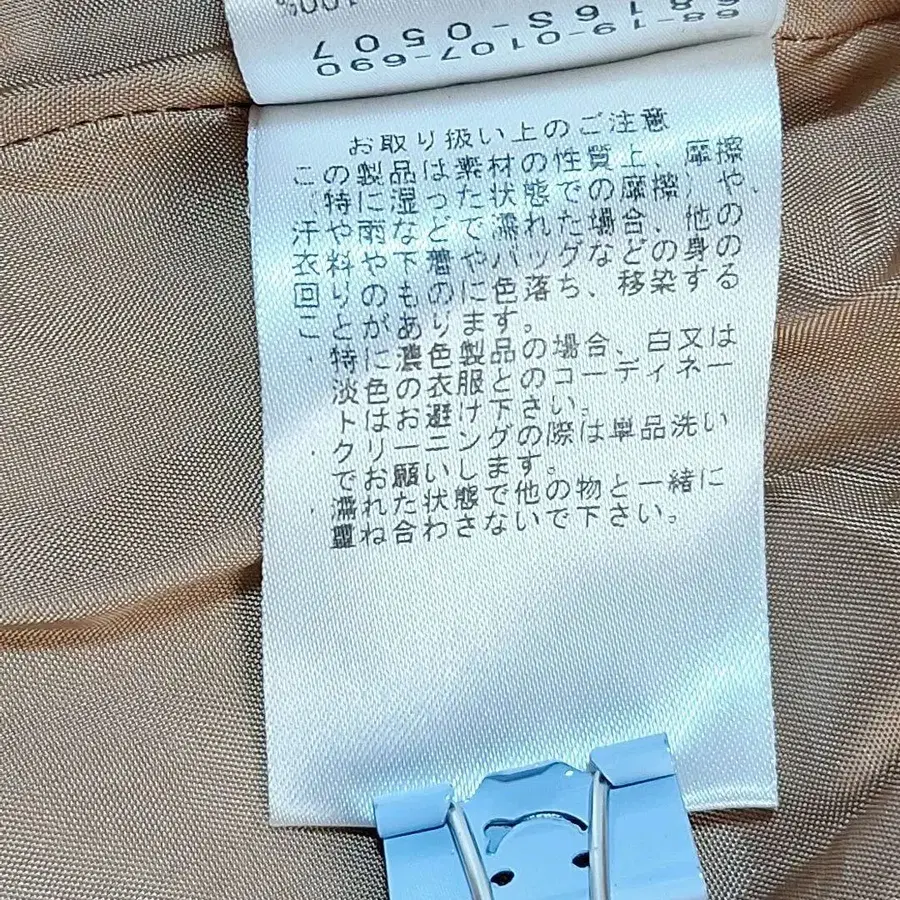 100%
6816S-0507
68-19-0107-690
お取り扱い上のご注意
この製品は素材の性質上、摩擦
(特に湿った状態での摩擦)や、
汗や雨などで濡れた場合、他の
衣料や下着やバッグなどの身の
回りのものに色落ち、移染する
ことがあります。
・特に濃色製品の場合、白又は
淡色の衣服とのコーディネー
トはお避け下さい。
・クリーニングの際は単品洗い
でお願いします。
・濡れた状態で他の物と一緒に
重ね合わさないで下さい。